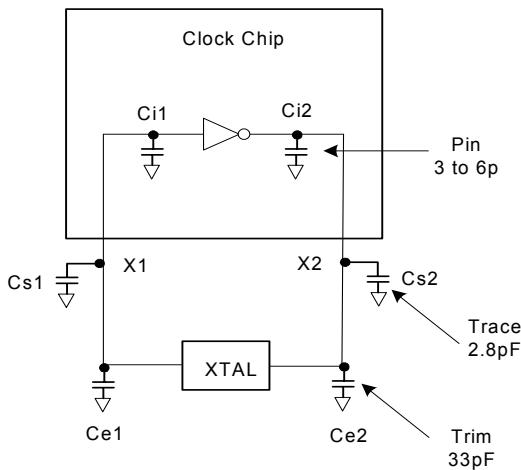 Clock Chip
Ci1
Ci2
Pin
3 to 6p
X1
X2
Cs1
Cs2
Trace
2.8pF
XTAL
Ce1
Ce2
Trim
33pF